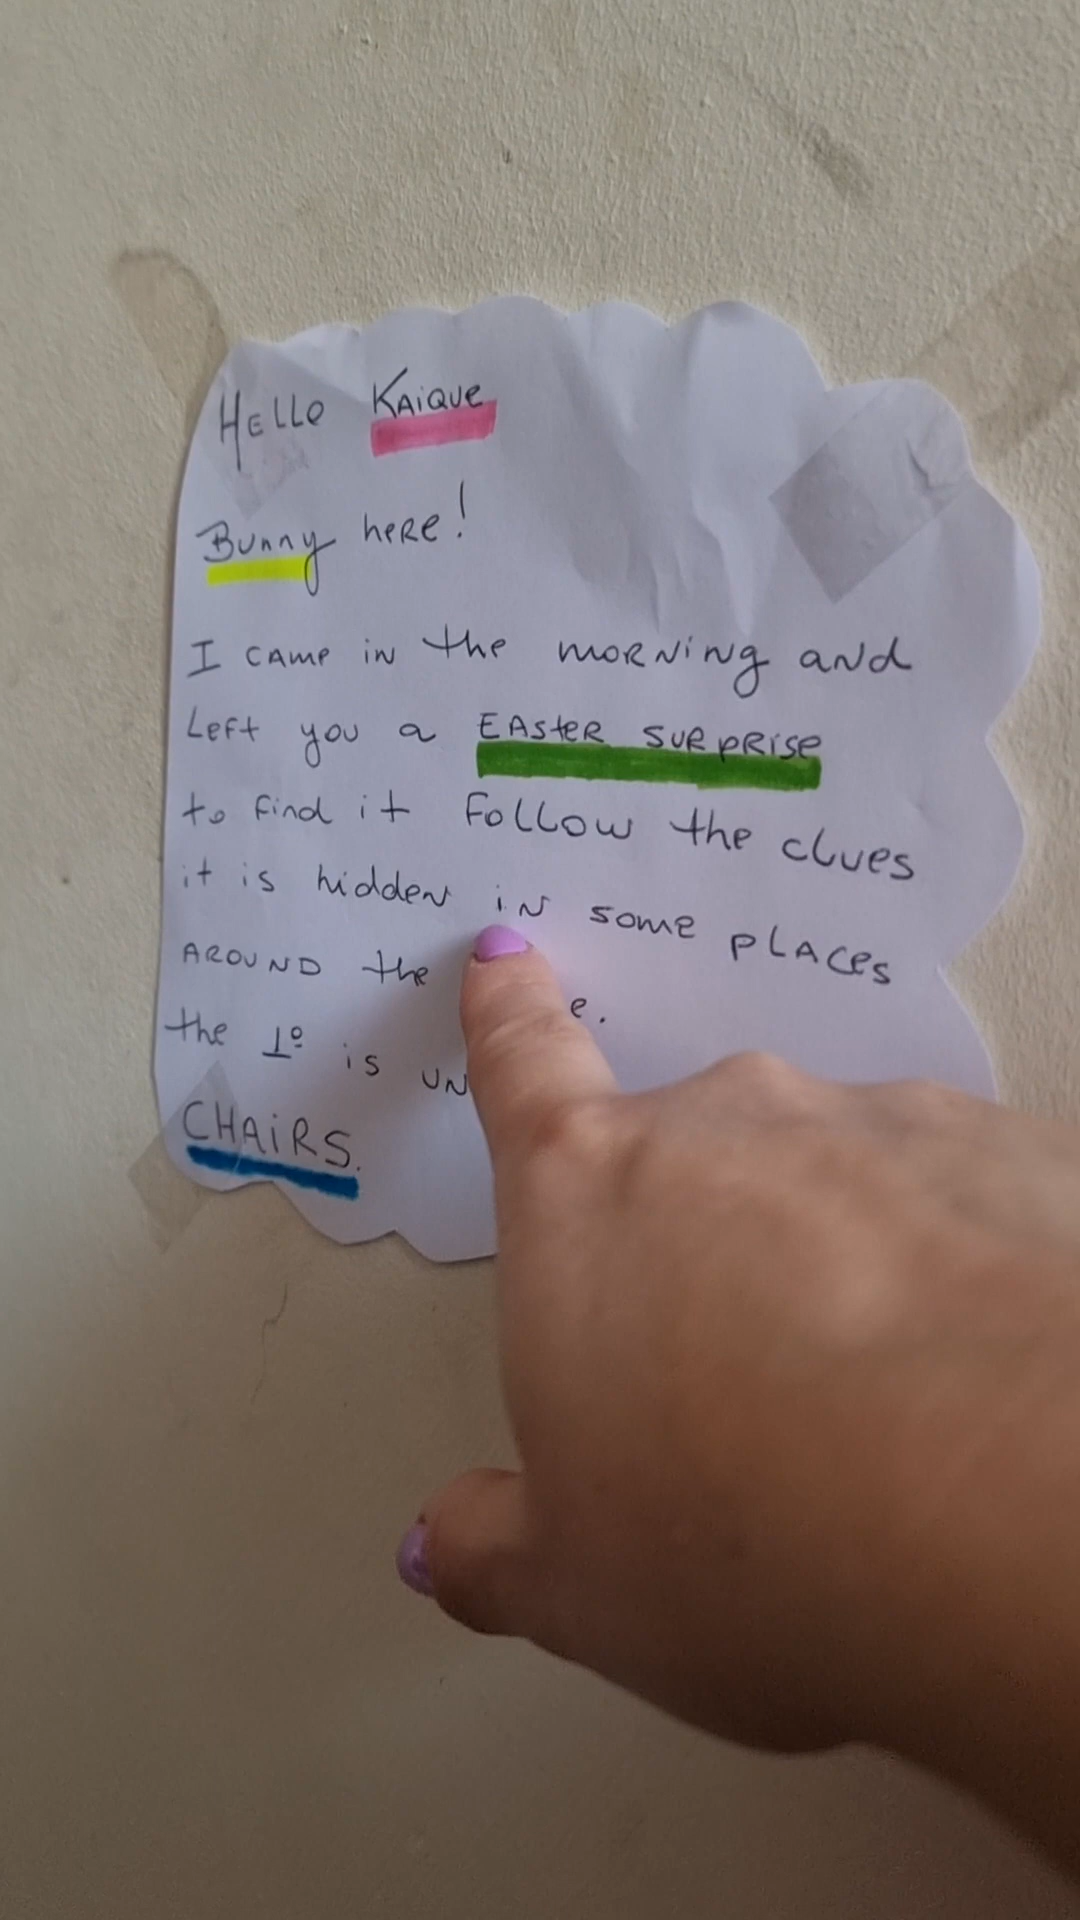 HELLO KAiQUE
Bunny here!
I CAME iN the MORNiNg aND
Left you a EAStER SURPRiSE
to find it FOLLOW the clues
it is hidden iN some pLACES
AROUND the
the 1º is
CHAiRS.